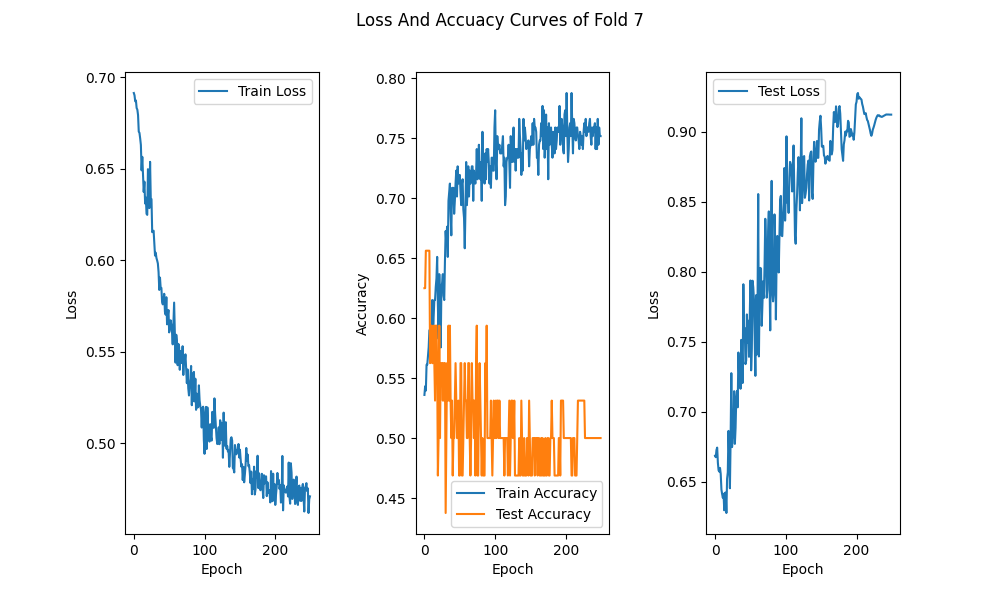 Loss And Accuacy Curves of Fold 7
0.70
0.65
0.60
0.55
0.50
Loss
0 100 200
Epoch
Train Loss
0.80
0.75
0.70
0.65
0.60
0.55
0.50
0.45
Accuracy
0 100 200
Epoch
Train Accuracy
Test Accuracy
0.90
0.85
0.80
0.75
0.70
0.65
Loss
0 100 200
Epoch
Test Loss